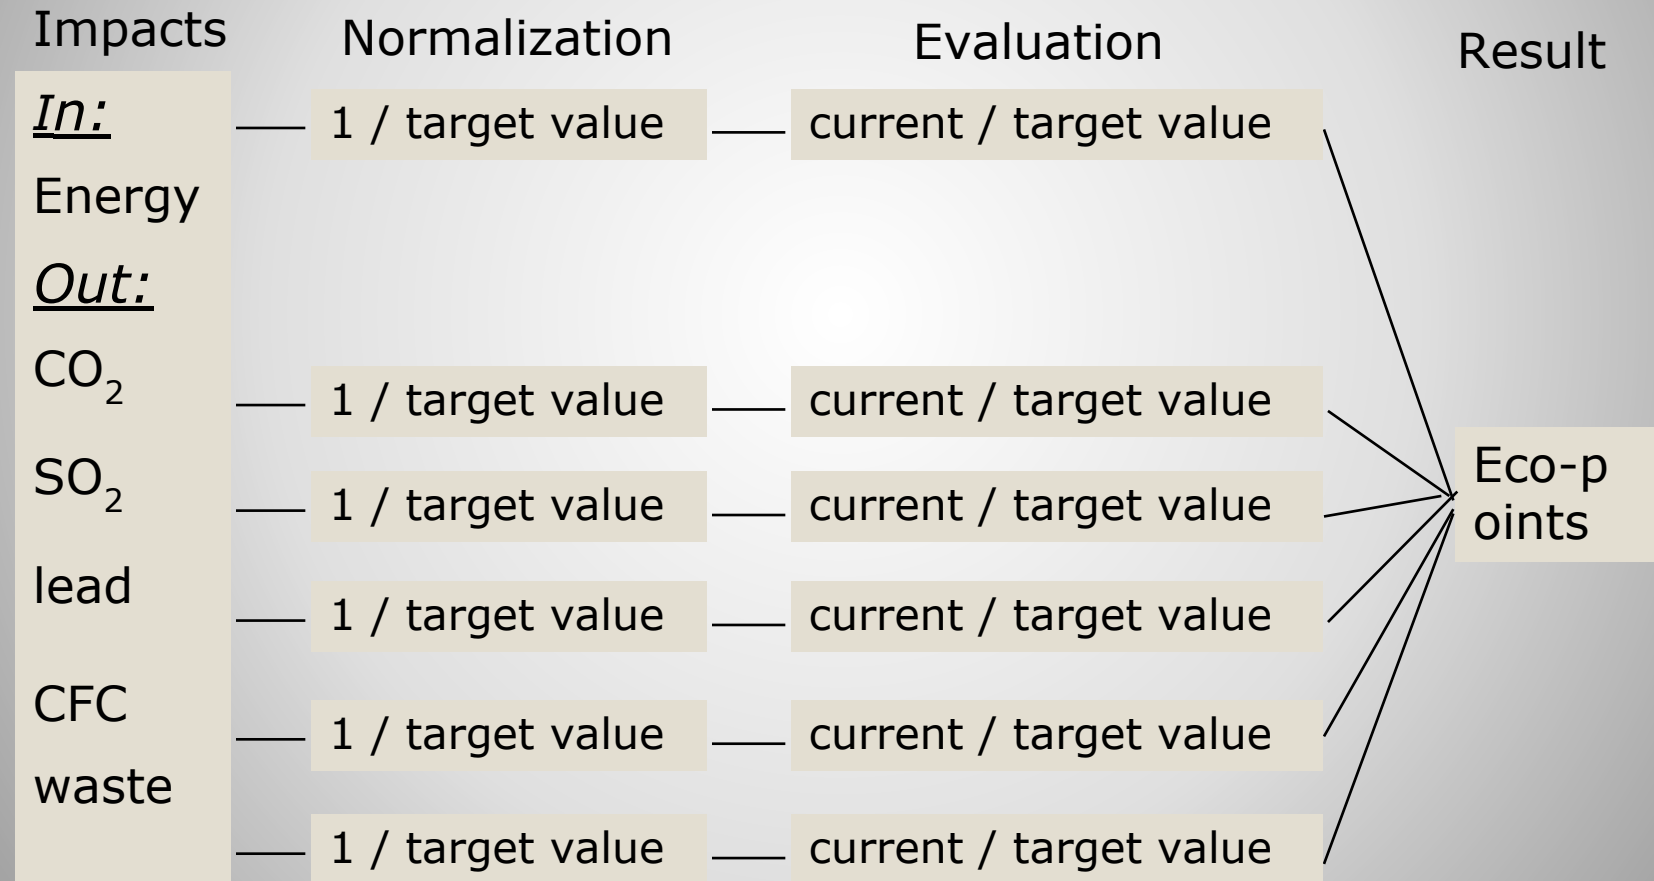 Impacts
Normalization
Evaluation
Result
In:
1 / target value
current / target value
Energy
Out:
CO₂
1 / target value
current / target value
SO₂
1 / target value
current / target value
Eco-p
oints
lead
1 / target value
current / target value
CFC
1 / target value
current / target value
waste
1 / target value
current / target value